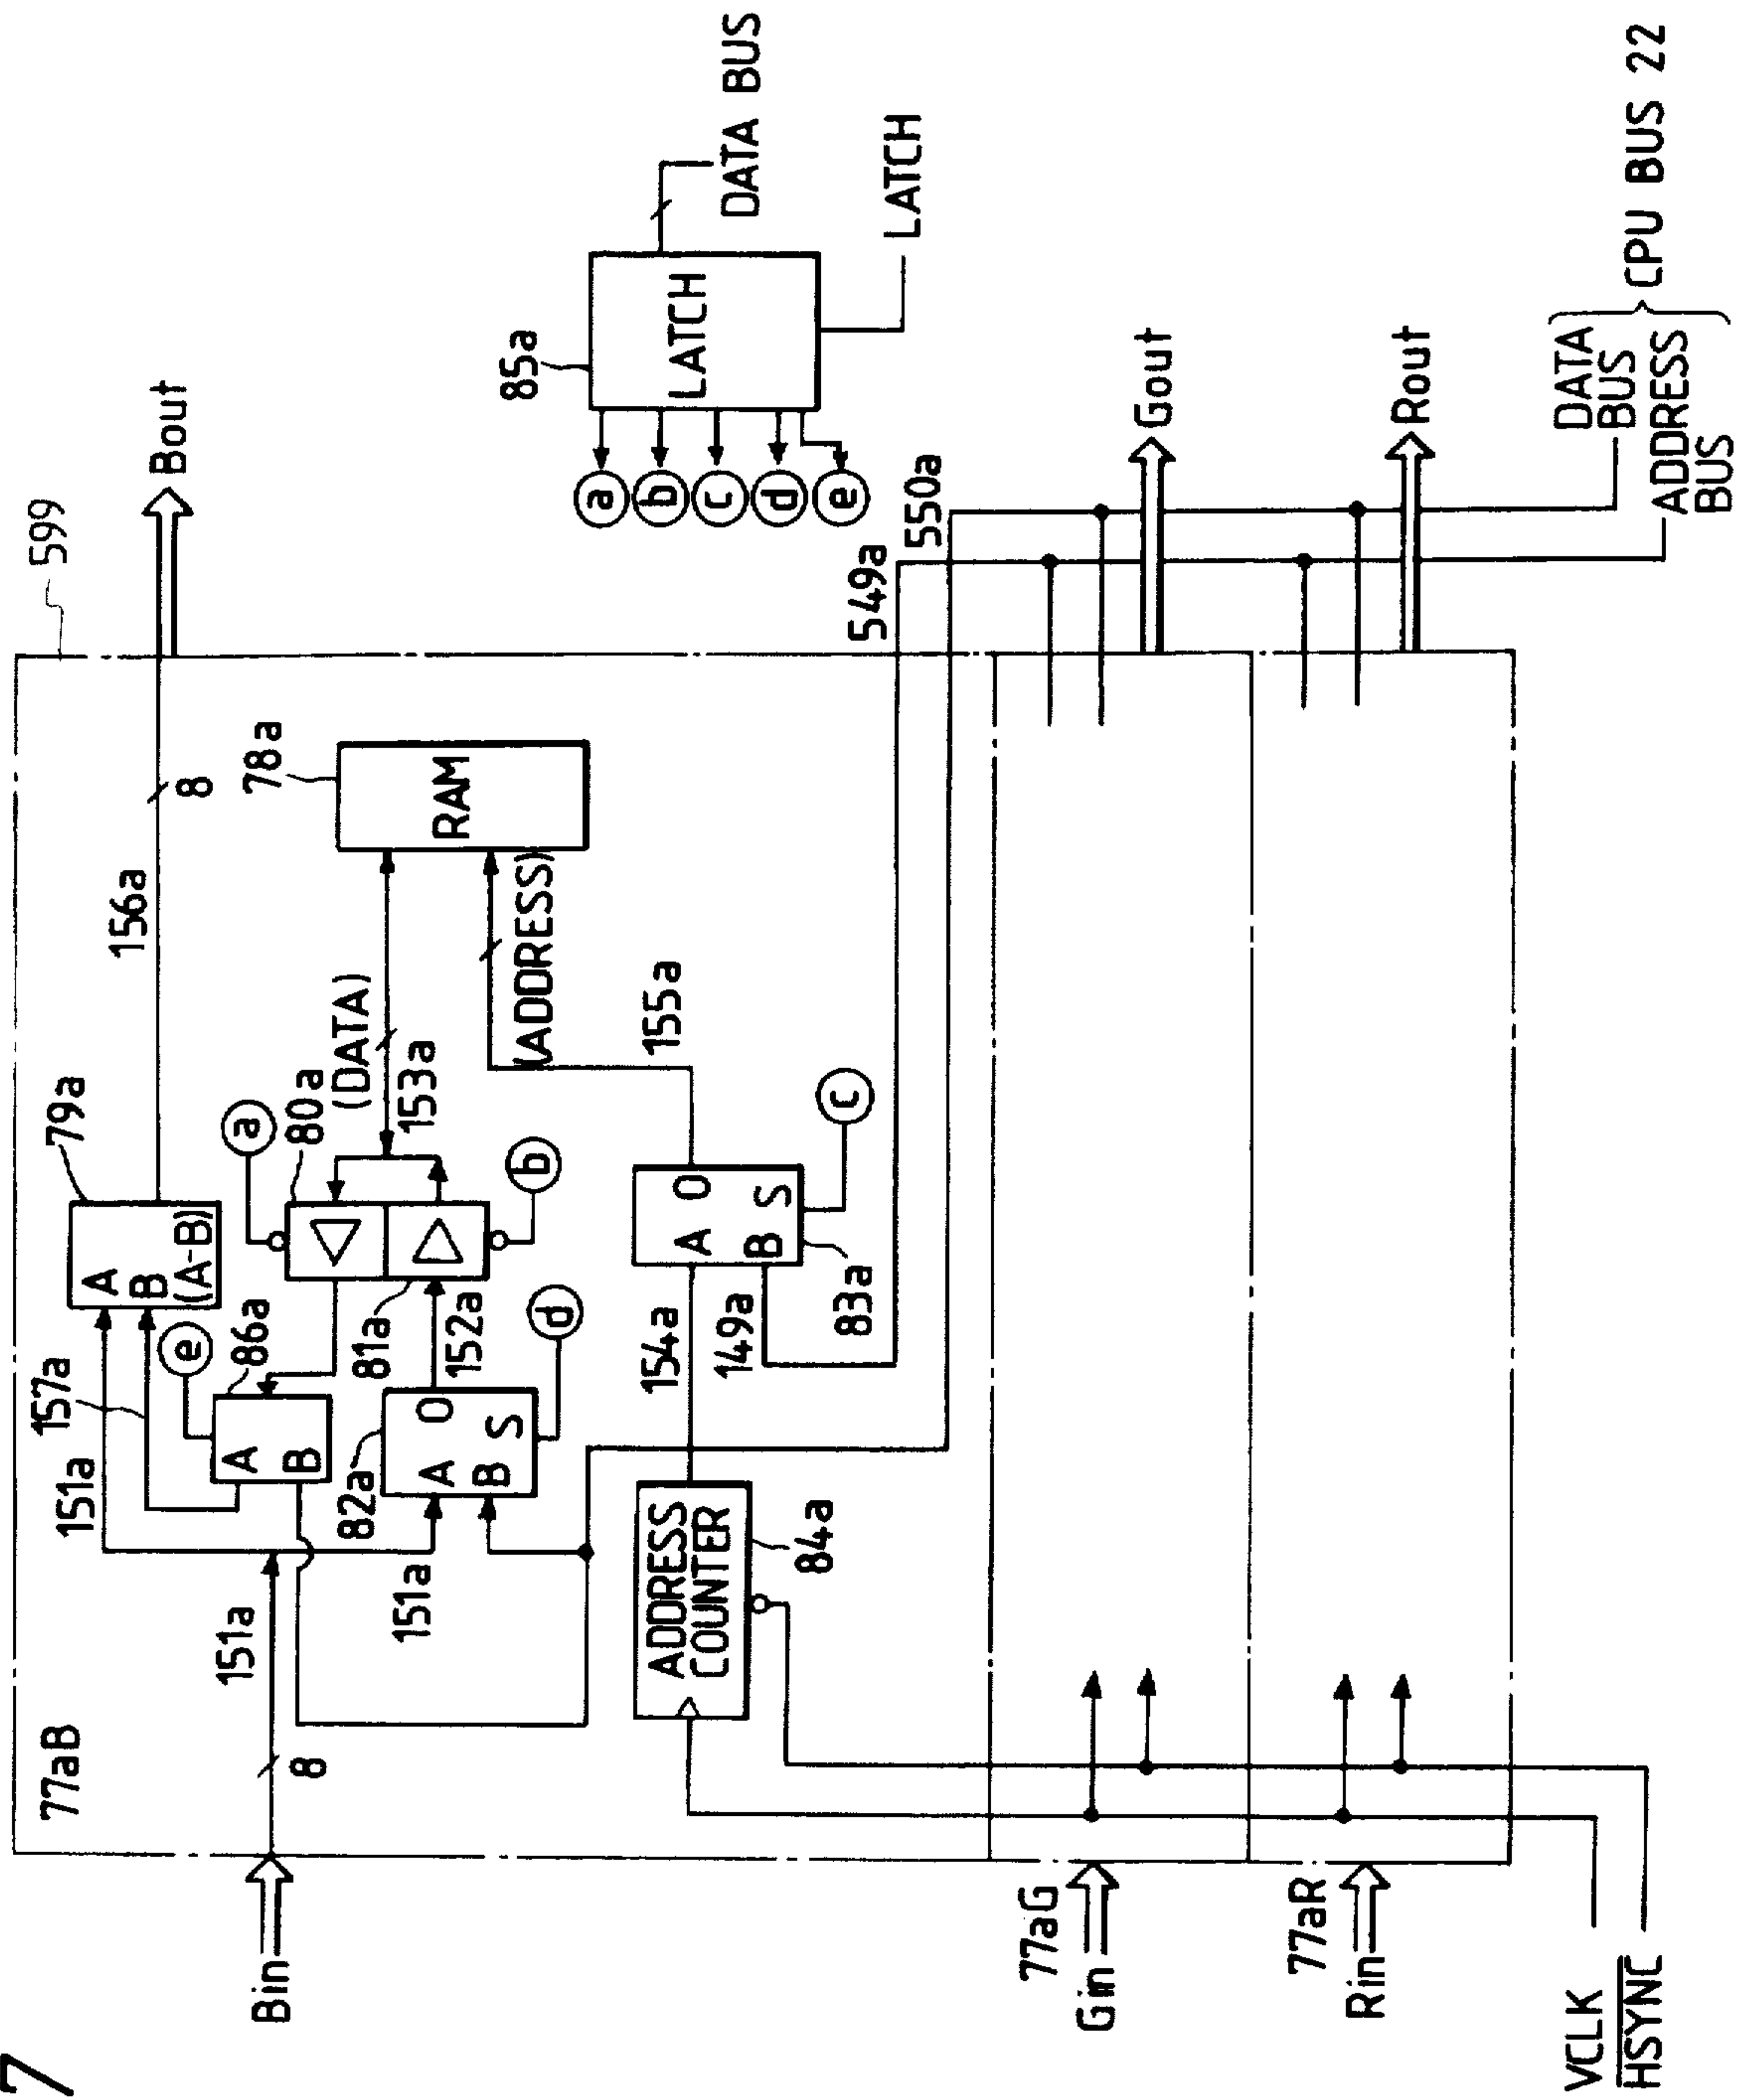 7
599
77aB
Bin
8
151a
151a
157a
79a
A
B
(A-B)
156a
8
Bout
e
86a
A
B
a
80a
(DATA)
153a
78a
RAM
(ADDRESS)
81a
152a
b
82a
A
O
B
S
d
151a
ADDRESS
COUNTER
84a
154a
149a
A
O
B
S
83a
c
155a
549a
550a
85a
LATCH
a
b
c
d
e
DATA BUS
LATCH
77aG
Gin
Gout
77aR
Rin
Rout
VCLK
HSYNC
DATA
BUS
ADDRESS
BUS
CPU BUS 22